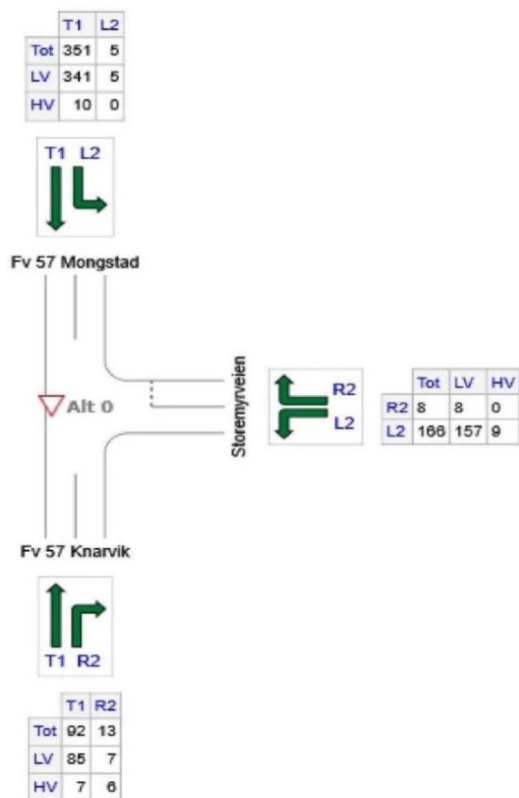 T1 L2
Tot 351 5
LV 341 5
HV 10 0
T1 L2
Fv 57 Mongstad
Alt 0
Storemyrveien
R2
L2
Tot LV HV
R2 8 8 0
L2 166 157 9
Fv 57 Knarvik
T1 R2
T1 R2
Tot 92 13
LV 85 7
HV 7 6